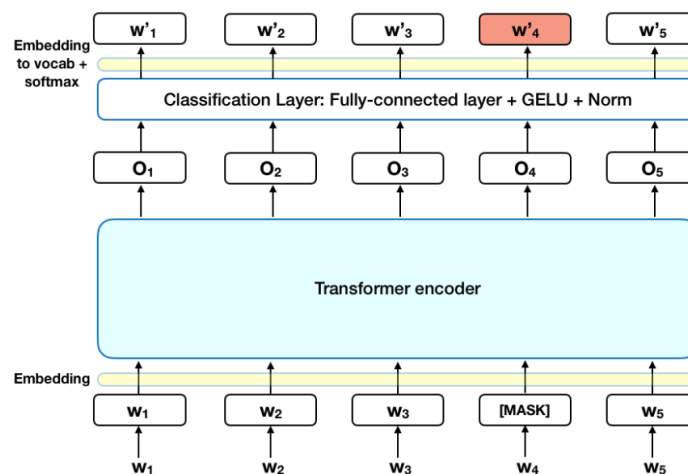 w'₁ w'₂ w'₃ w'₄ w'₅
Embedding
to vocab +
softmax
Classification Layer: Fully-connected layer + GELU + Norm
O₁ O₂ O₃ O₄ O₅
Transformer encoder
Embedding
W₁ W₂ W₃ [MASK] W₅
W₁ W₂ W₃ W₄ W₅